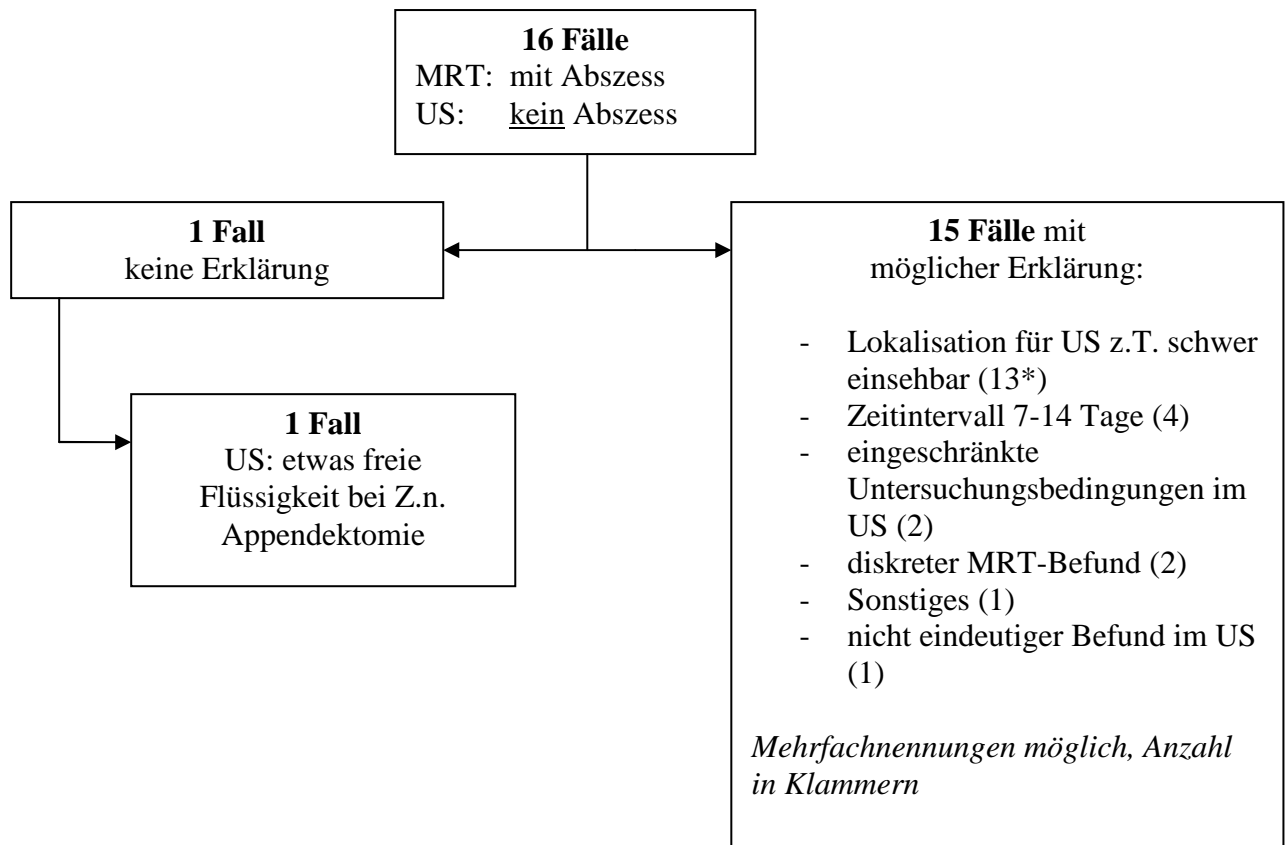 16 Fälle
MRT: mit Abszess
US: kein Abszess
1 Fall
keine Erklärung
1 Fall
US: etwas freie
Flüssigkeit bei Z.n.
Appendektomie
15 Fälle mit
möglicher Erklärung:
- Lokalisation für US z.T. schwer
einsehbar (13*)
- Zeitintervall 7-14 Tage (4)
- eingeschränkte
Untersuchungsbedingungen im
US (2)
- diskreter MRT-Befund (2)
- Sonstiges (1)
- nicht eindeutiger Befund im US
(1)
Mehrfachnennungen möglich, Anzahl
in Klammern